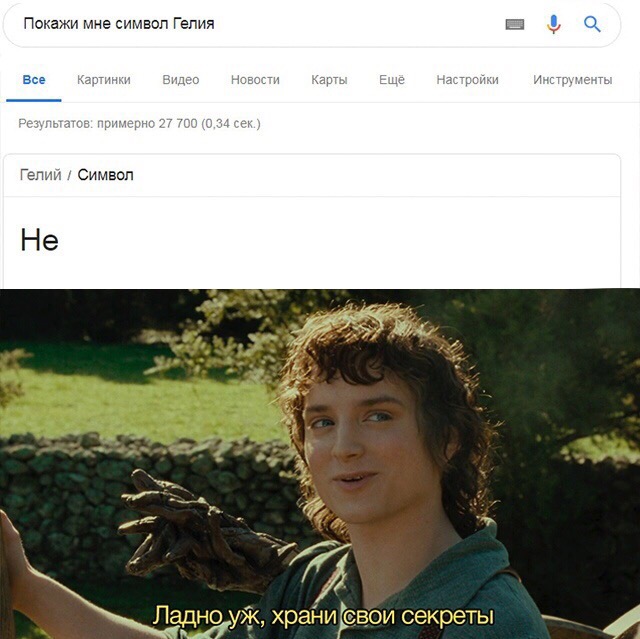 Покажи мне символ Гелия
Все Картинки Видео Новости Карты Ещё Настройки Инструменты
Результатов: примерно 27 700 (0,34 сек.)
Гелий / Символ
He
Ладно уж, храни свои секреты